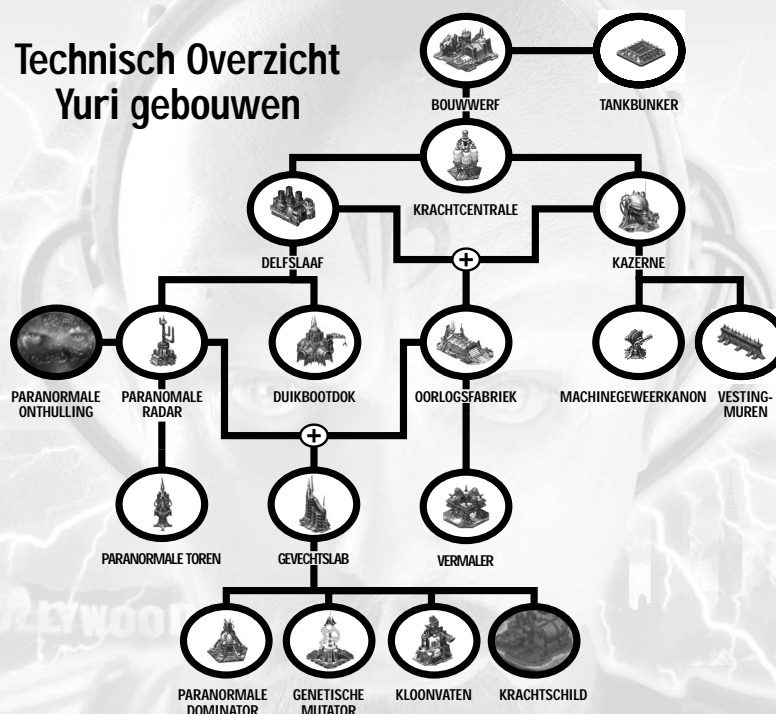 Technisch Overzicht
Yuri gebouwen
BOUWWERF
TANKBUNKER
KRACHTCENTRALE
DELFSLAAF
+
KAZERNE
PARANORMALE
ONTHULLING
PARANOMALE
RADAR
DUIKBOOTDOK
OORLOGSFABRIEK
MACHINEGEWEERKANON
VESTING-
MUREN
+
PARANORMALE TOREN
GEVECHTSLAB
VERMALER
PARANORMALE
DOMINATOR
GENETISCHE
MUTATOR
KLOONVATEN
KRACHTSCHILD